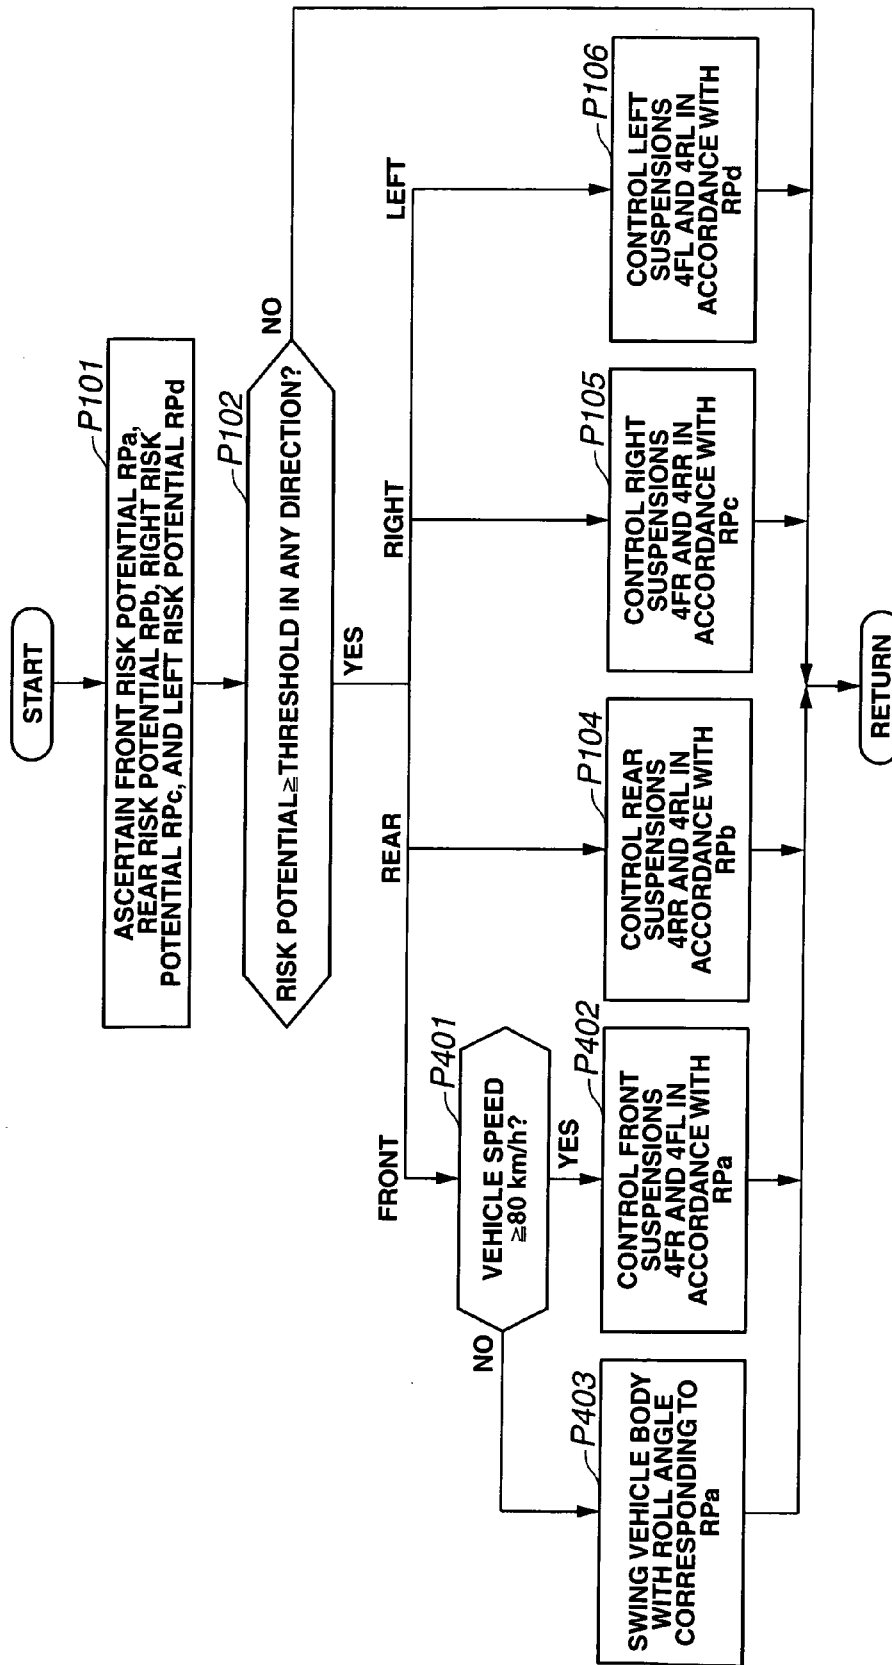 START
P101
ASCERTAIN FRONT RISK POTENTIAL RPa,
REAR RISK POTENTIAL RPb, RIGHT RISK
POTENTIAL RPc, AND LEFT RISK POTENTIAL RPd
P102
RISK POTENTIAL≧THRESHOLD IN ANY DIRECTION?
NO
YES
FRONT
REAR
RIGHT
LEFT
P401
VEHICLE SPEED
≧80 km/h?
NO
YES
P403
SWING VEHICLE BODY
WITH ROLL ANGLE
CORRESPONDING TO
RPa
P402
CONTROL FRONT
SUSPENSIONS
4FR AND 4FL IN
ACCORDANCE WITH
RPa
P104
CONTROL REAR
SUSPENSIONS
4RR AND 4RL IN
ACCORDANCE WITH
RPb
P105
CONTROL RIGHT
SUSPENSIONS
4FR AND 4RR IN
ACCORDANCE WITH
RPc
P106
CONTROL LEFT
SUSPENSIONS
4FL AND 4RL IN
ACCORDANCE WITH
RPd
RETURN